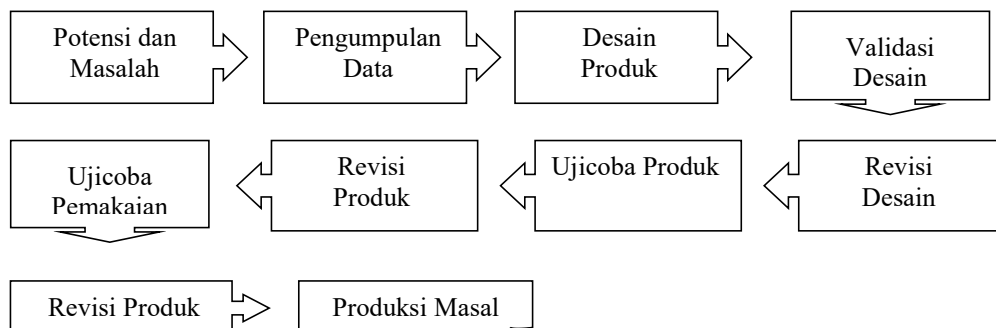 Potensi dan
Masalah
Pengumpulan
Data
Desain
Produk
Validasi
Desain
Revisi
Desain
Ujicoba Produk
Revisi
Produk
Ujicoba
Pemakaian
Revisi Produk
Produksi Masal